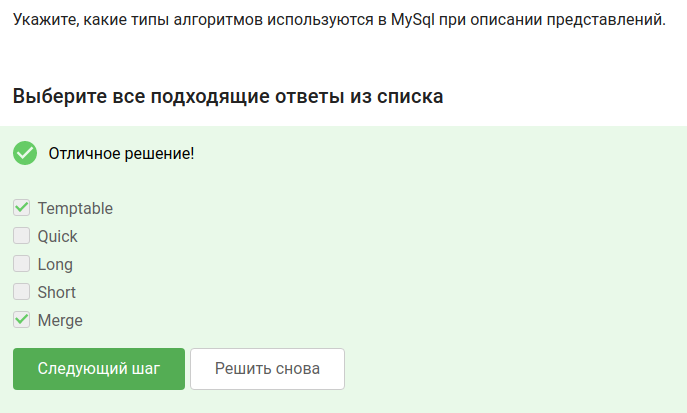 Укажите, какие типы алгоритмов используются в MySql при описании представлений.
Выберите все подходящие ответы из списка
Отличное решение!
Temptable
Quick
Long
Short
Merge
Следующий шаг Решить снова